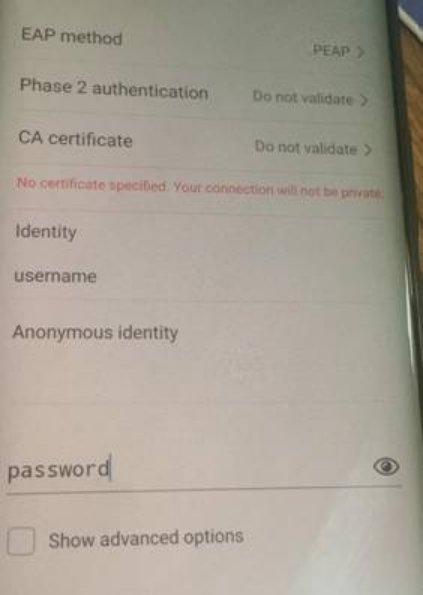 EAP method
PEAP >
Phase 2 authentication
Do not validate >
CA certificate
Do not validate >
No certificate specified. Your connection will not be private.
Identity
username
Anonymous identity
password
Show advanced options